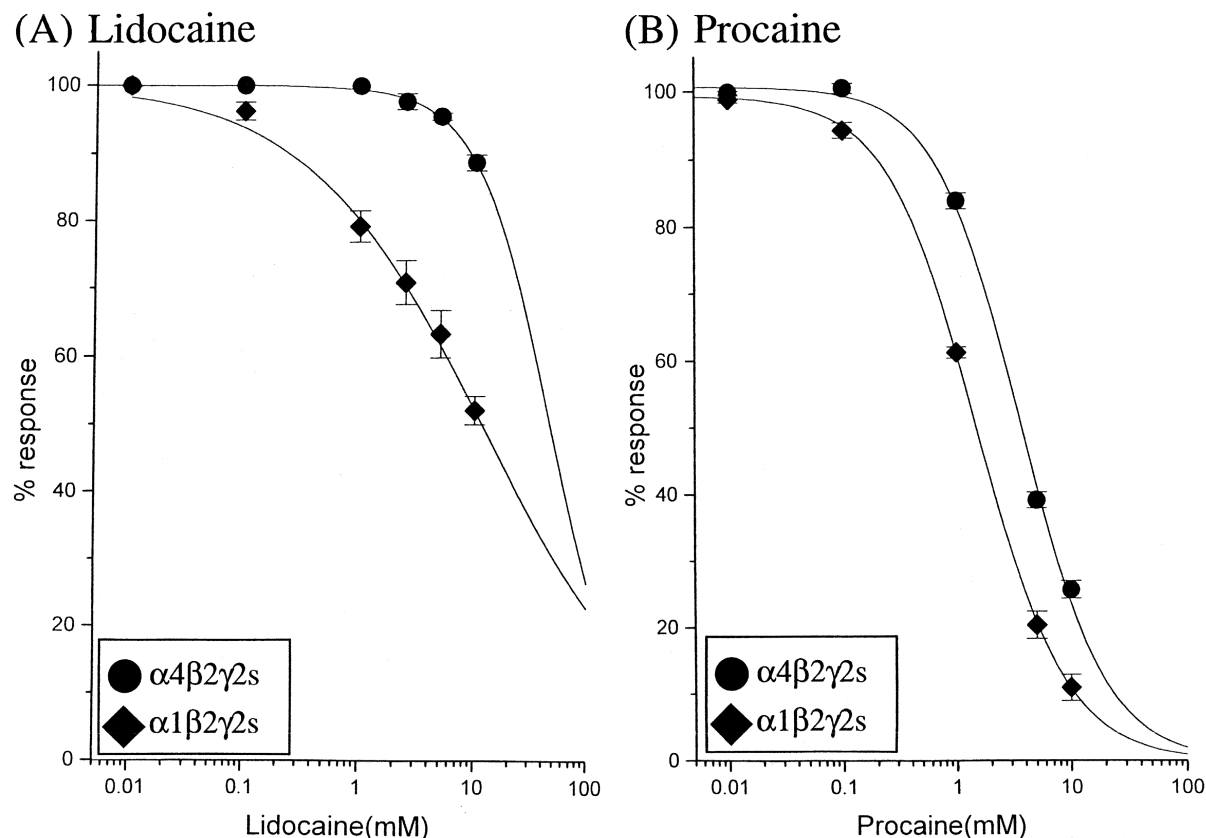 (A) Lidocaine
100
80
60
40
20
0
% response
α4β2γ2s
α1β2γ2s
0.01 0.1 1 10 100
Lidocaine(mM)
(B) Procaine
100
80
60
40
20
0
% response
α4β2γ2s
α1β2γ2s
0.01 0.1 1 10 100
Procaine(mM)